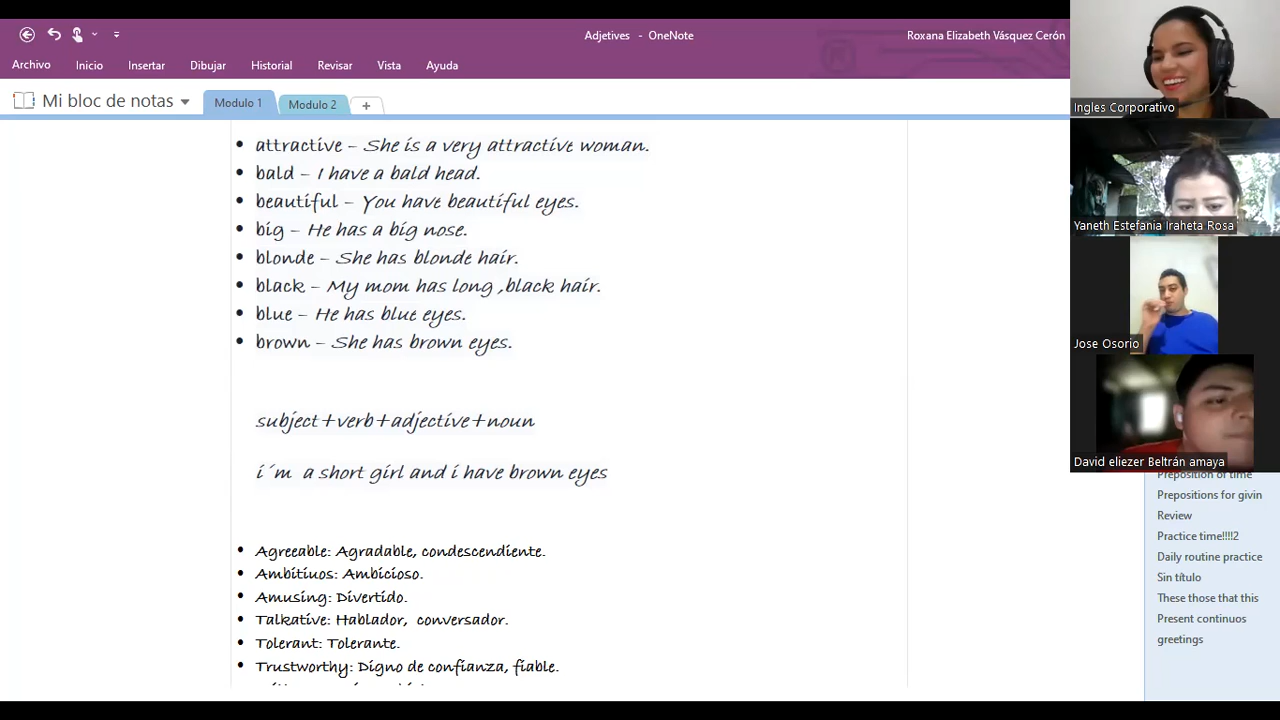 Adjetives - OneNote
Roxana Elizabeth Vásquez Cerón
Archivo Inicio Insertar Dibujar Historial Revisar Vista Ayuda
Mi bloc de notas Modulo 1 Modulo 2 +
• attractive – She is a very attractive woman.
• bald – I have a bald head.
• beautiful – You have beautiful eyes.
• big – He has a big nose.
• blonde – She has blonde hair.
• black – My mom has long ,black hair.
• blue – He has blue eyes.
• brown – She has brown eyes.
subject+verb+adjective+noun
i´m a short girl and i have brown eyes
• Agreeable: Agradable, condescendiente.
• Ambitiuos: Ambicioso.
• Amusing: Divertido.
• Talkative: Hablador, conversador.
• Tolerant: Tolerante.
• Trustworthy: Digno de confianza, fiable.
Ingles Corporativo
Yaneth Estefania Iraheta Rosa
Jose Osorio
David eliezer Beltrán amaya
Preposition of time
Prepositions for givin
Review
Practice time!!!!2
Daily routine practice
Sin título
These those that this
Present continuos
greetings